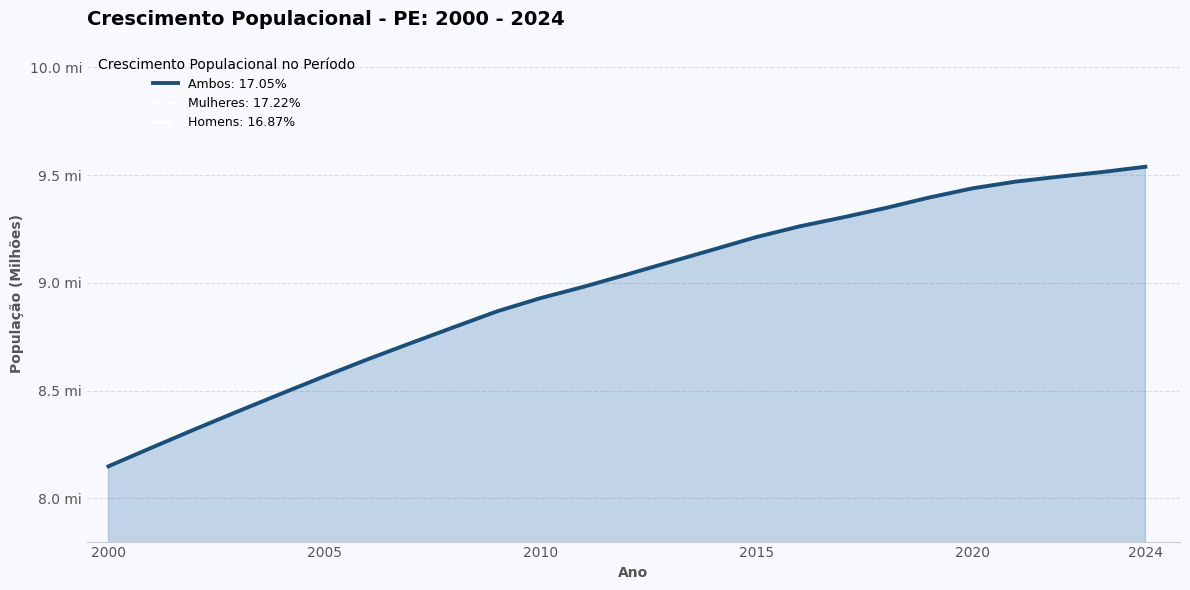 Crescimento Populacional - PE: 2000 - 2024
Crescimento Populacional no Período
Ambos: 17.05%
Mulheres: 17.22%
Homens: 16.87%
População (Milhões)
10.0 mi
9.5 mi
9.0 mi
8.5 mi
8.0 mi
2000 2005 2010 2015 2020 2024
Ano